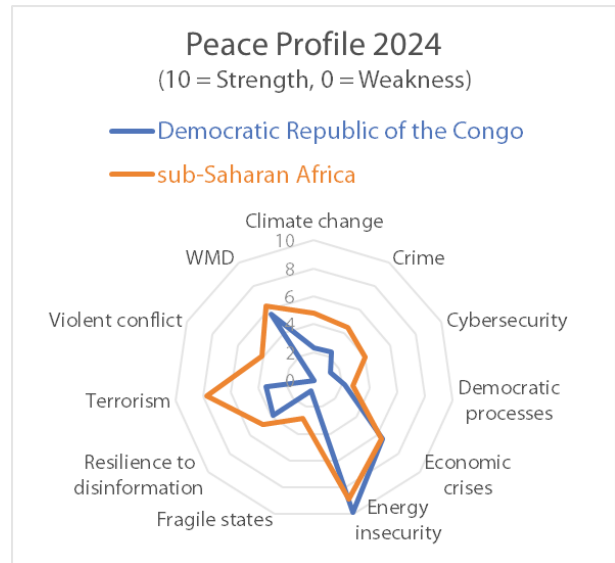 Peace Profile 2024
(10 = Strength, 0 = Weakness)
Democratic Republic of the Congo
sub-Saharan Africa
Climate change
10
8
6
4
2
0
Crime
Cybersecurity
Democratic
processes
Economic
crises
Energy
insecurity
Fragile states
Resilience to
disinformation
Terrorism
Violent conflict
WMD